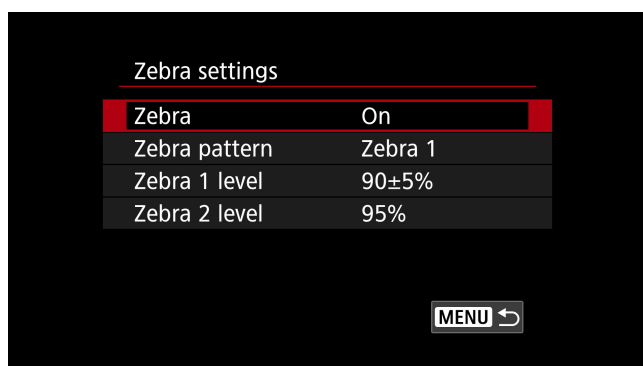 Zebra settings
Zebra On
Zebra pattern Zebra 1
Zebra 1 level 90±5%
Zebra 2 level 95%
MENU